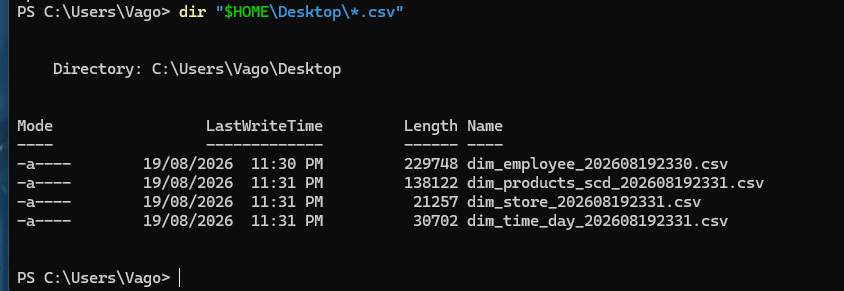 PS C:\Users\Vago> dir "$HOME\Desktop\*.csv"
Directory: C:\Users\Vago\Desktop
Mode LastWriteTime Length Name
---- ------------- ------ ----
-a---- 19/08/2026 11:30 PM 229748 dim_employee_202608192330.csv
-a---- 19/08/2026 11:31 PM 138122 dim_products_scd_202608192331.csv
-a---- 19/08/2026 11:31 PM 21257 dim_store_202608192331.csv
-a---- 19/08/2026 11:31 PM 30702 dim_time_day_202608192331.csv
PS C:\Users\Vago>